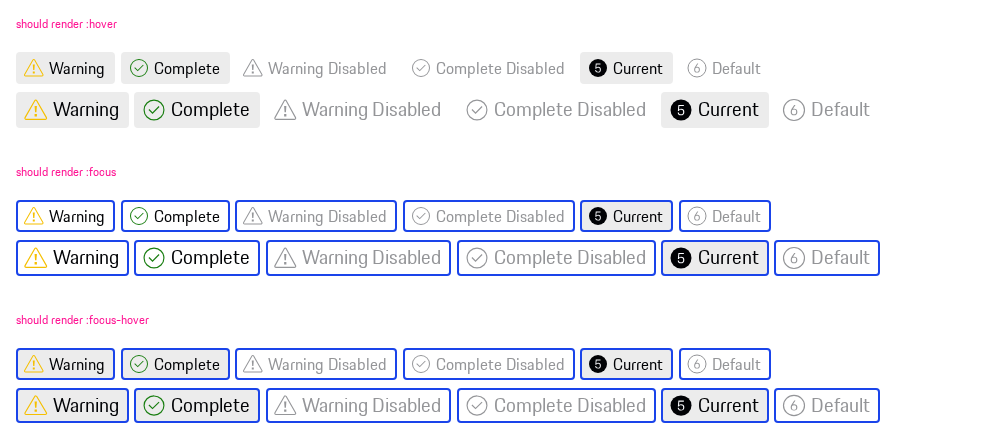 should render :hover
Warning Complete Warning Disabled Complete Disabled 5 Current 6 Default
Warning Complete Warning Disabled Complete Disabled 5 Current 6 Default
should render :focus
Warning Complete Warning Disabled Complete Disabled 5 Current 6 Default
Warning Complete Warning Disabled Complete Disabled 5 Current 6 Default
should render :focus-hover
Warning Complete Warning Disabled Complete Disabled 5 Current 6 Default
Warning Complete Warning Disabled Complete Disabled 5 Current 6 Default